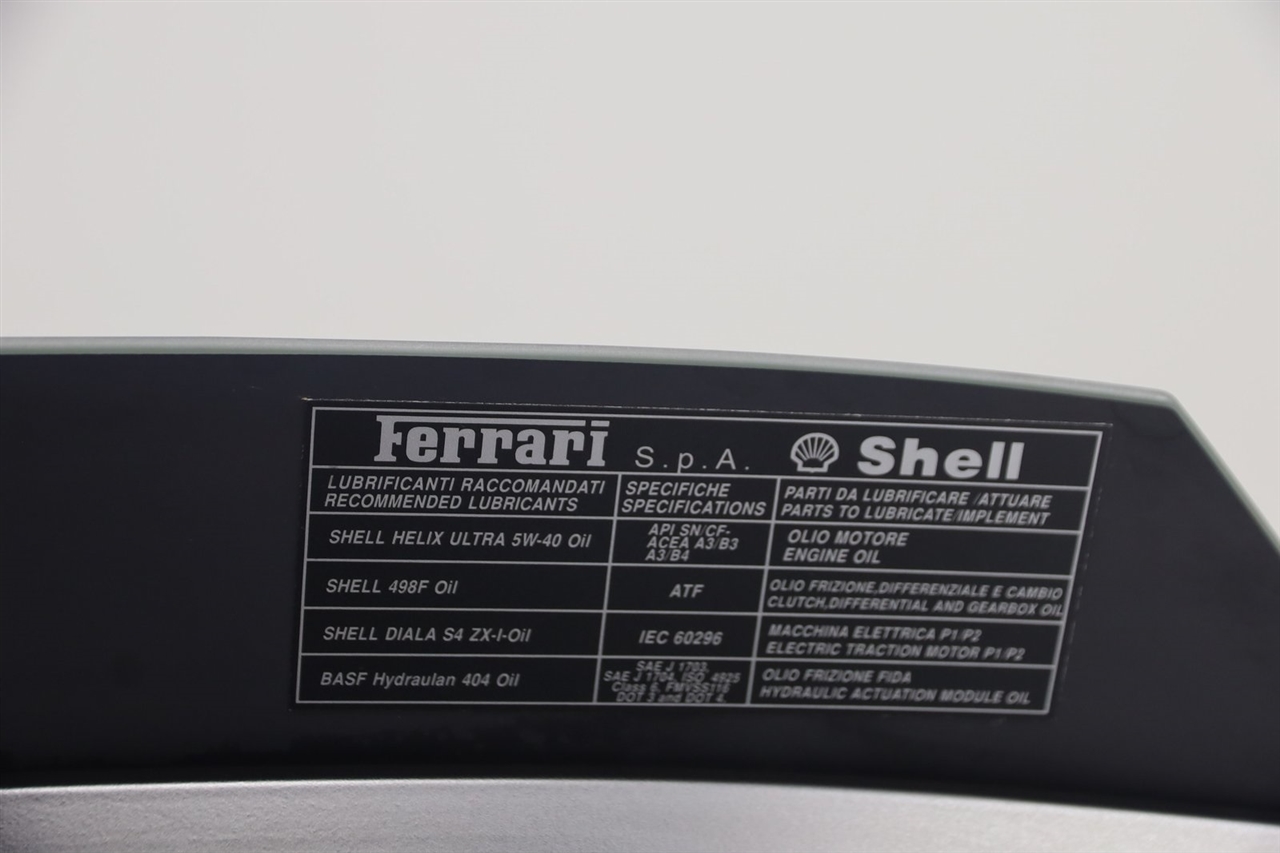 Ferrari S.p.A. Shell
LUBRIFICANTI RACCOMANDATI
RECOMMENDED LUBRICANTS
SPECIFICHE
SPECIFICATIONS
PARTI DA LUBRIFICARE/ATTUARE
PARTS TO LUBRICATE/IMPLEMENT
SHELL HELIX ULTRA 5W-40 Oil
API SN/CF-
ACEA A3/B3
A3/B4
OLIO MOTORE
ENGINE OIL
SHELL 498F Oil
ATF
OLIO FRIZIONE,DIFFERENZIALE E CAMBIO
CLUTCH,DIFFERENTIAL AND GEARBOX OIL
SHELL DIALA S4 ZX-I-Oil
IEC 60296
MACCHINA ELETTRICA P1/P2
ELECTRIC TRACTION MOTOR P1/P2
BASF Hydraulan 404 Oil
SAE J 1703,
SAE J 1704, ISO 4925
Class 6, FMVSS116
DOT 3 and DOT 4.
OLIO FRIZIONE FIDA
HYDRAULIC ACTUATION MODULE OIL